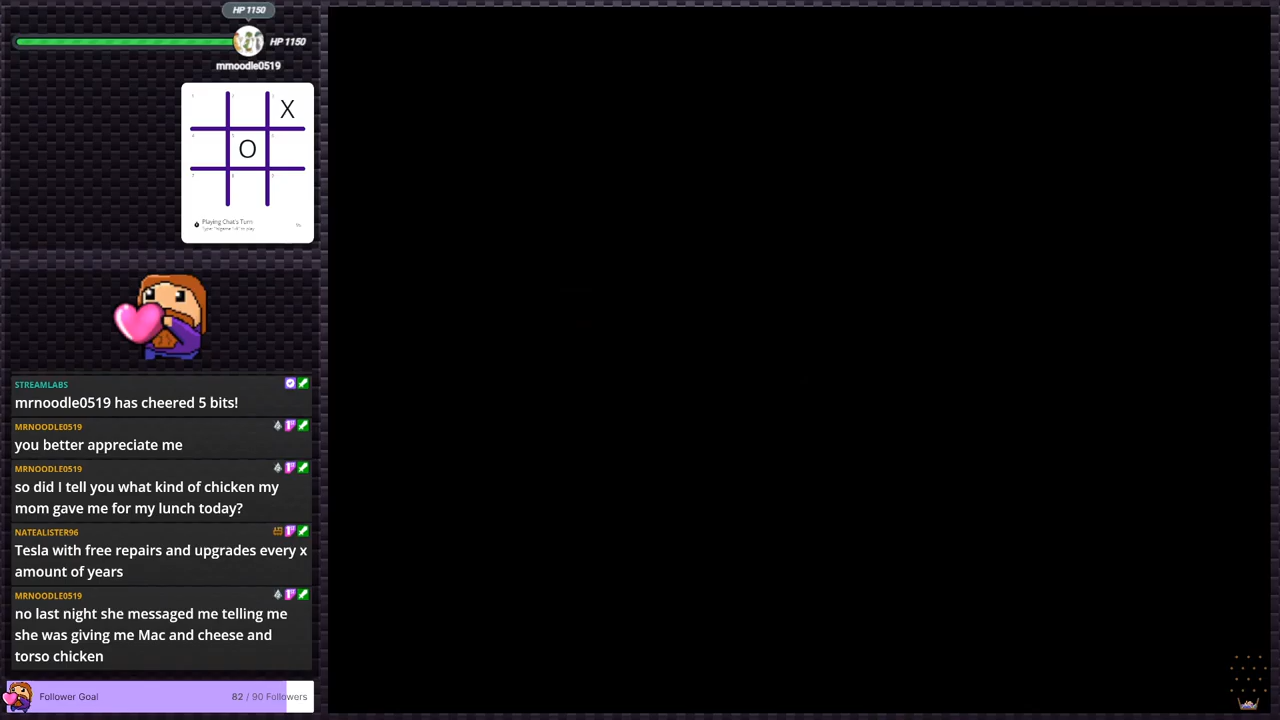 HP 1150
HP 1150
mmoodle0519
X
O
Playing Chat's Turn
STREAMLABS
mrnoodle0519 has cheered 5 bits!
MRNOODLE0519
you better appreciate me
MRNOODLE0519
so did I tell you what kind of chicken my
mom gave me for my lunch today?
NATEALISTER96
Tesla with free repairs and upgrades every x
amount of years
MRNOODLE0519
no last night she messaged me telling me
she was giving me Mac and cheese and
torso chicken
Follower Goal 82 / 90 Followers